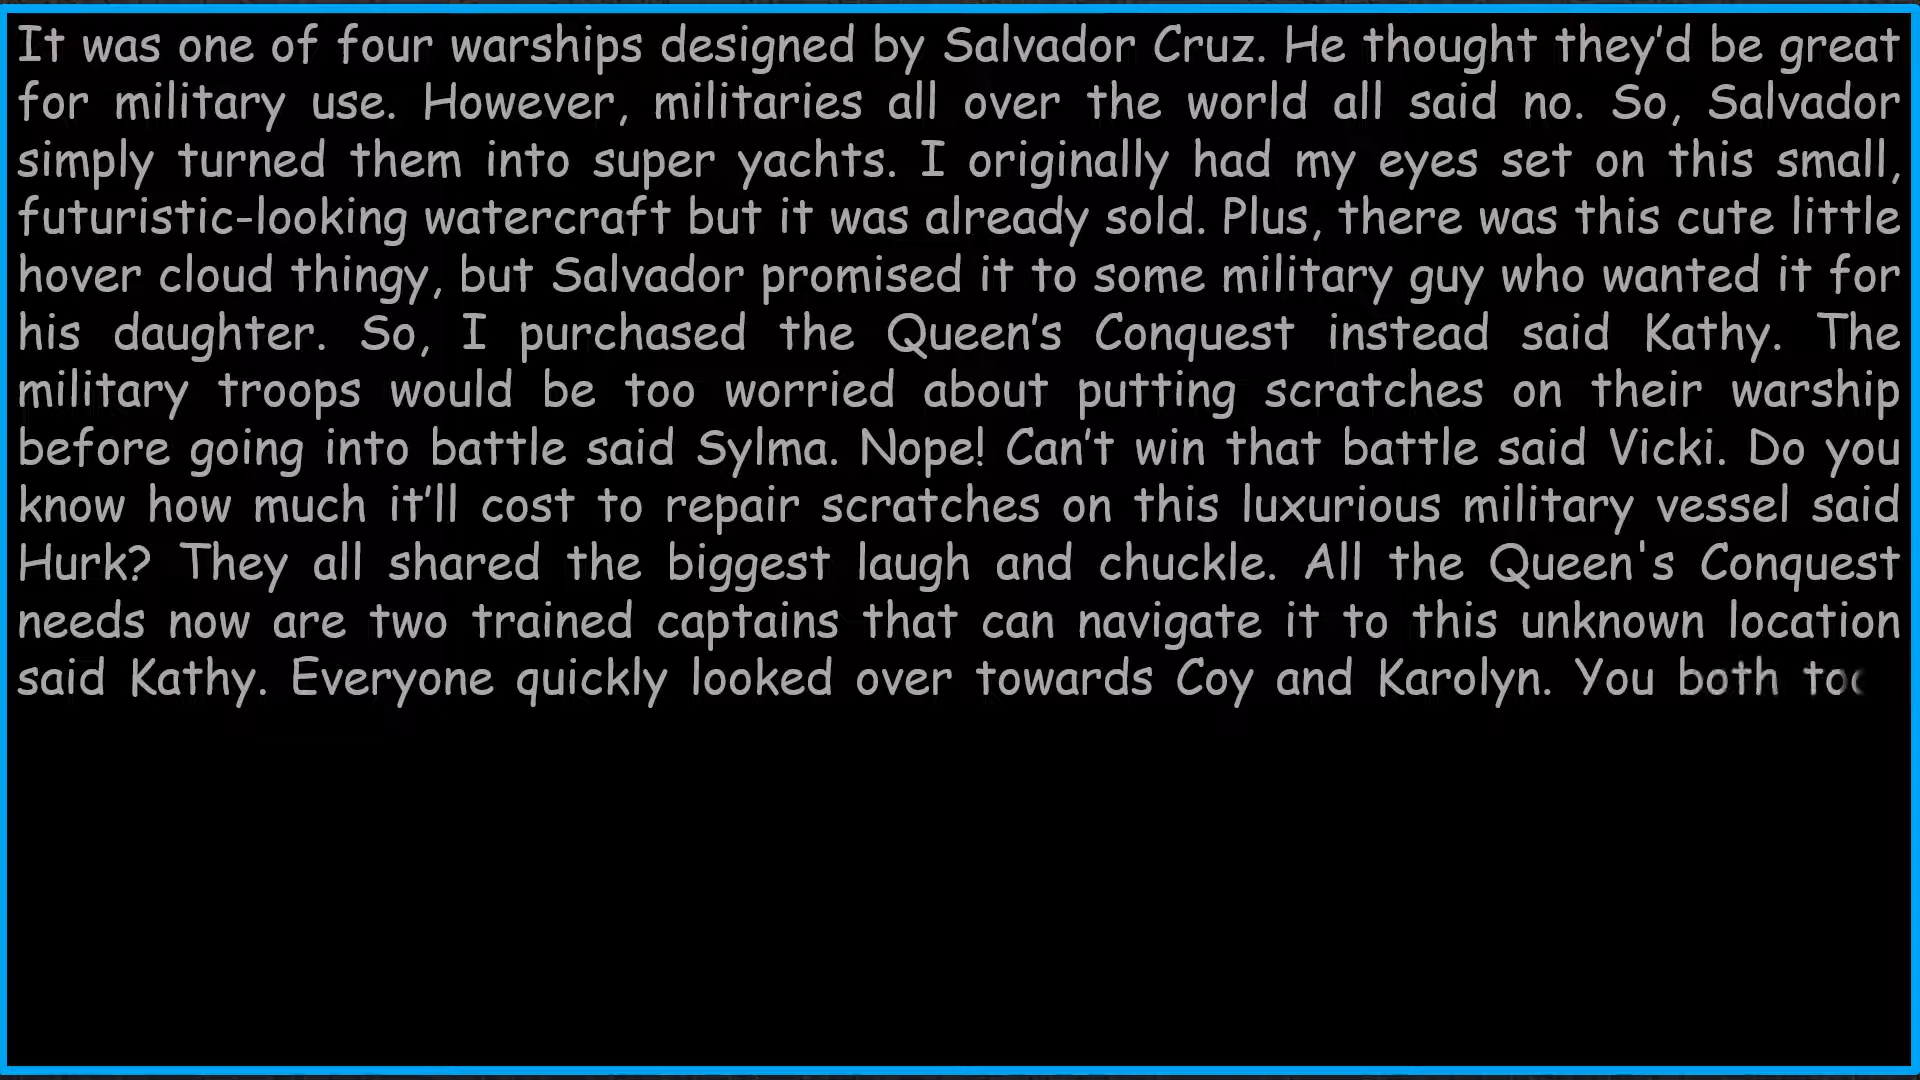 It was one of four warships designed by Salvador Cruz. He thought they’d be great
for military use. However, militaries all over the world all said no. So, Salvador
simply turned them into super yachts. I originally had my eyes set on this small,
futuristic-looking watercraft but it was already sold. Plus, there was this cute little
hover cloud thingy, but Salvador promised it to some military guy who wanted it for
his daughter. So, I purchased the Queen’s Conquest instead said Kathy. The
military troops would be too worried about putting scratches on their warship
before going into battle said Sylma. Nope! Can’t win that battle said Vicki. Do you
know how much it’ll cost to repair scratches on this luxurious military vessel said
Hurk? They all shared the biggest laugh and chuckle. All the Queen's Conquest
needs now are two trained captains that can navigate it to this unknown location
said Kathy. Everyone quickly looked over towards Coy and Karolyn. You both